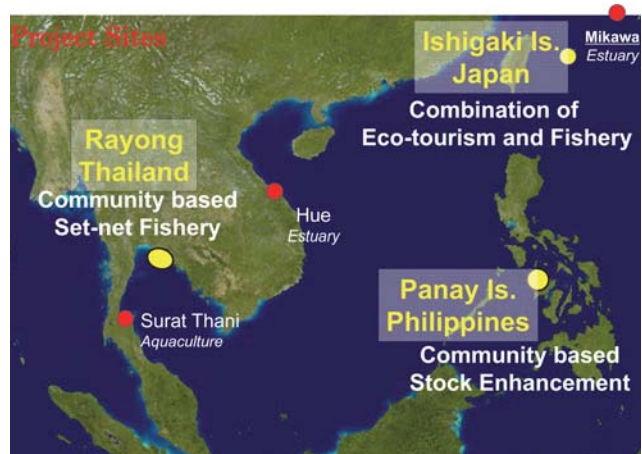 Project Sites
Ishigaki Is.
Japan
Mikawa
Estuary
Combination of
Eco-tourism and Fishery
Rayong
Thailand
Community based
Set-net Fishery
Hue
Estuary
Surat Thani
Aquaculture
Panay Is.
Philippines
Community based
Stock Enhancement